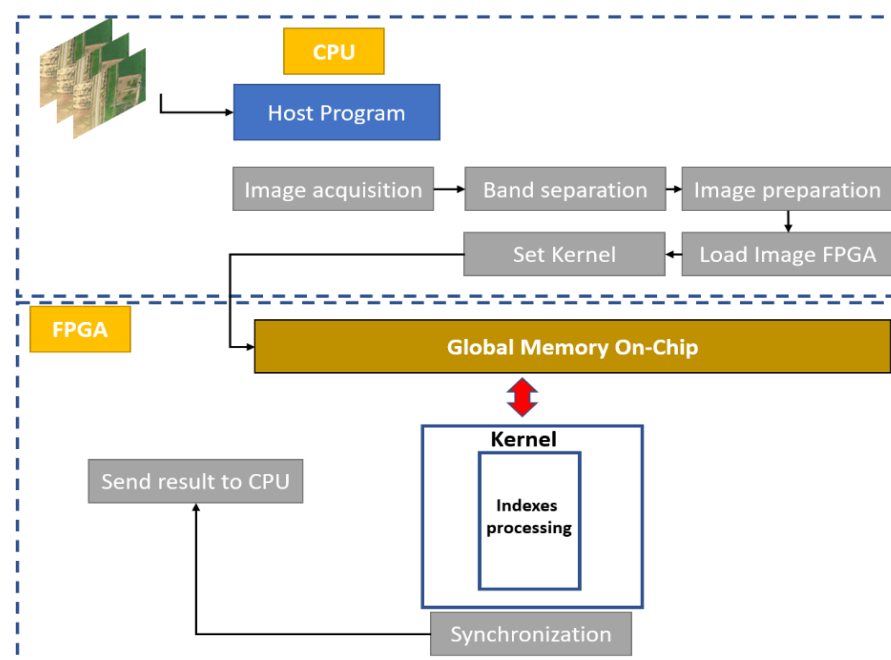 CPU
Host Program
Image acquisition
Band separation
Image preparation
Set Kernel
Load Image FPGA
FPGA
Global Memory On-Chip
Kernel
Indexes
processing
Send result to CPU
Synchronization